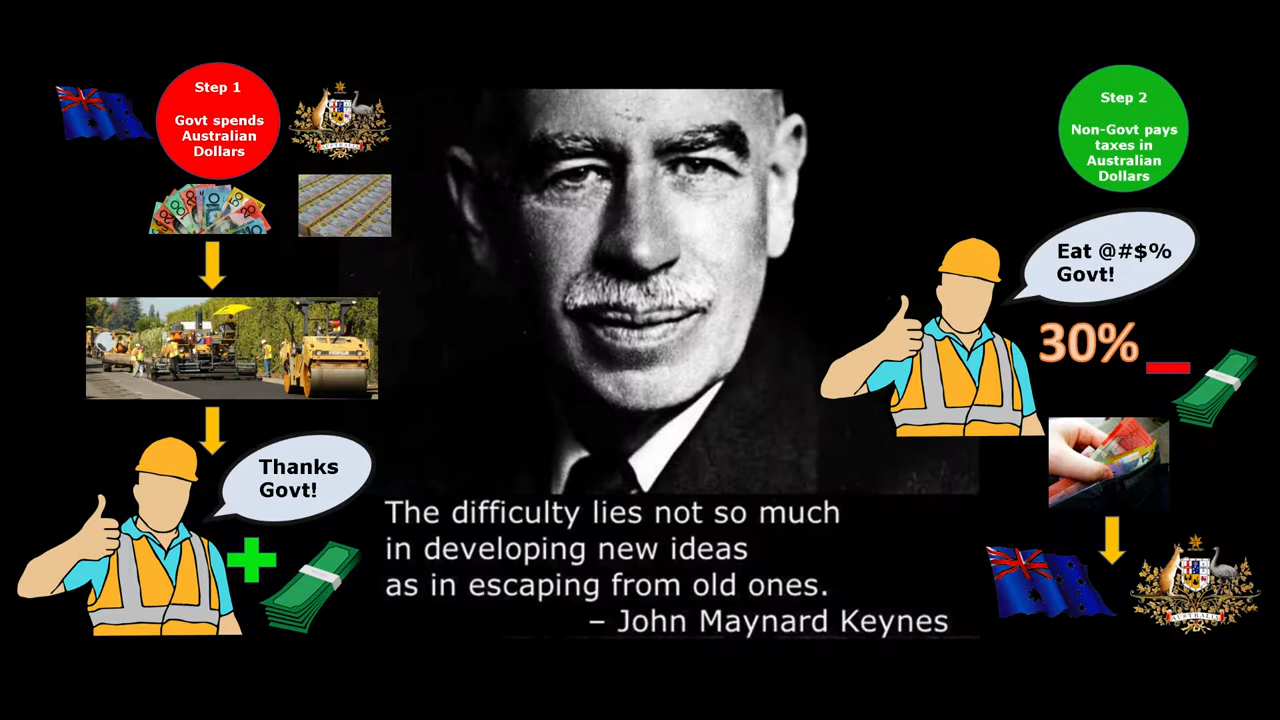 Step 1
Govt spends
Australian
Dollars
AUSTRALIA
Thanks
Govt!
The difficulty lies not so much
in developing new ideas
as in escaping from old ones.
– John Maynard Keynes
Step 2
Non-Govt pays
taxes in
Australian
Dollars
Eat @#$%
Govt!
30%
AUSTRALIA